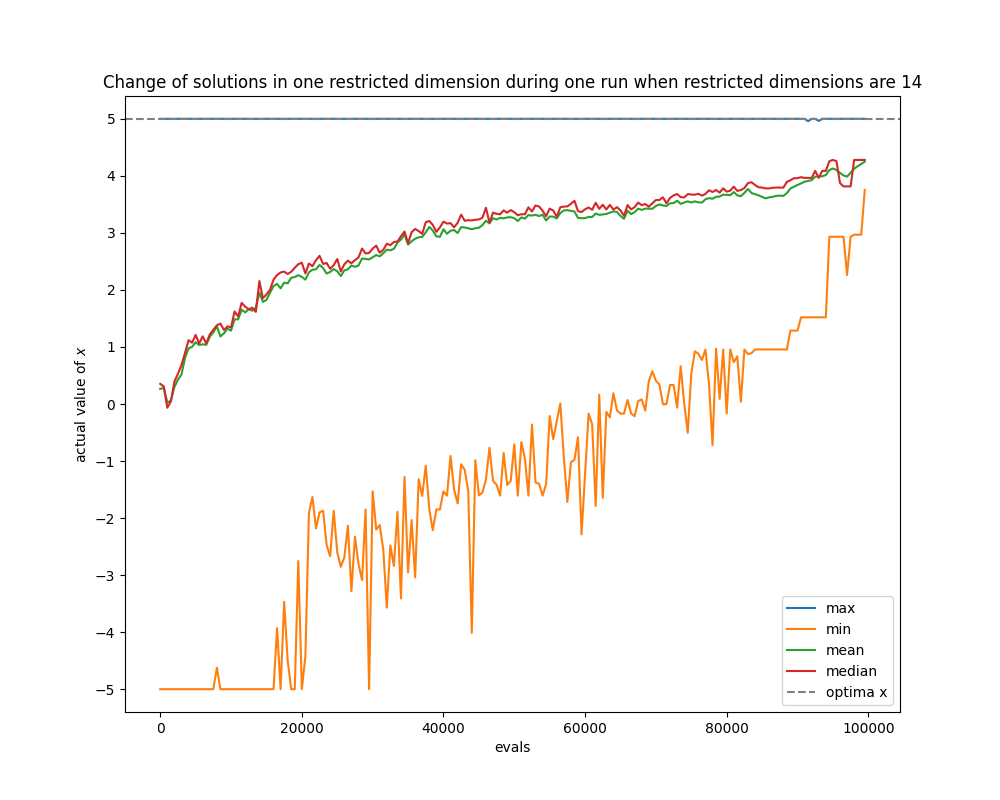 Change of solutions in one restricted dimension during one run when restricted dimensions are 14
5
4
3
2
1
0
−1
−2
−3
−4
−5
actual value of x
0 20000 40000 60000 80000 100000
evals
max
min
mean
median
optima x